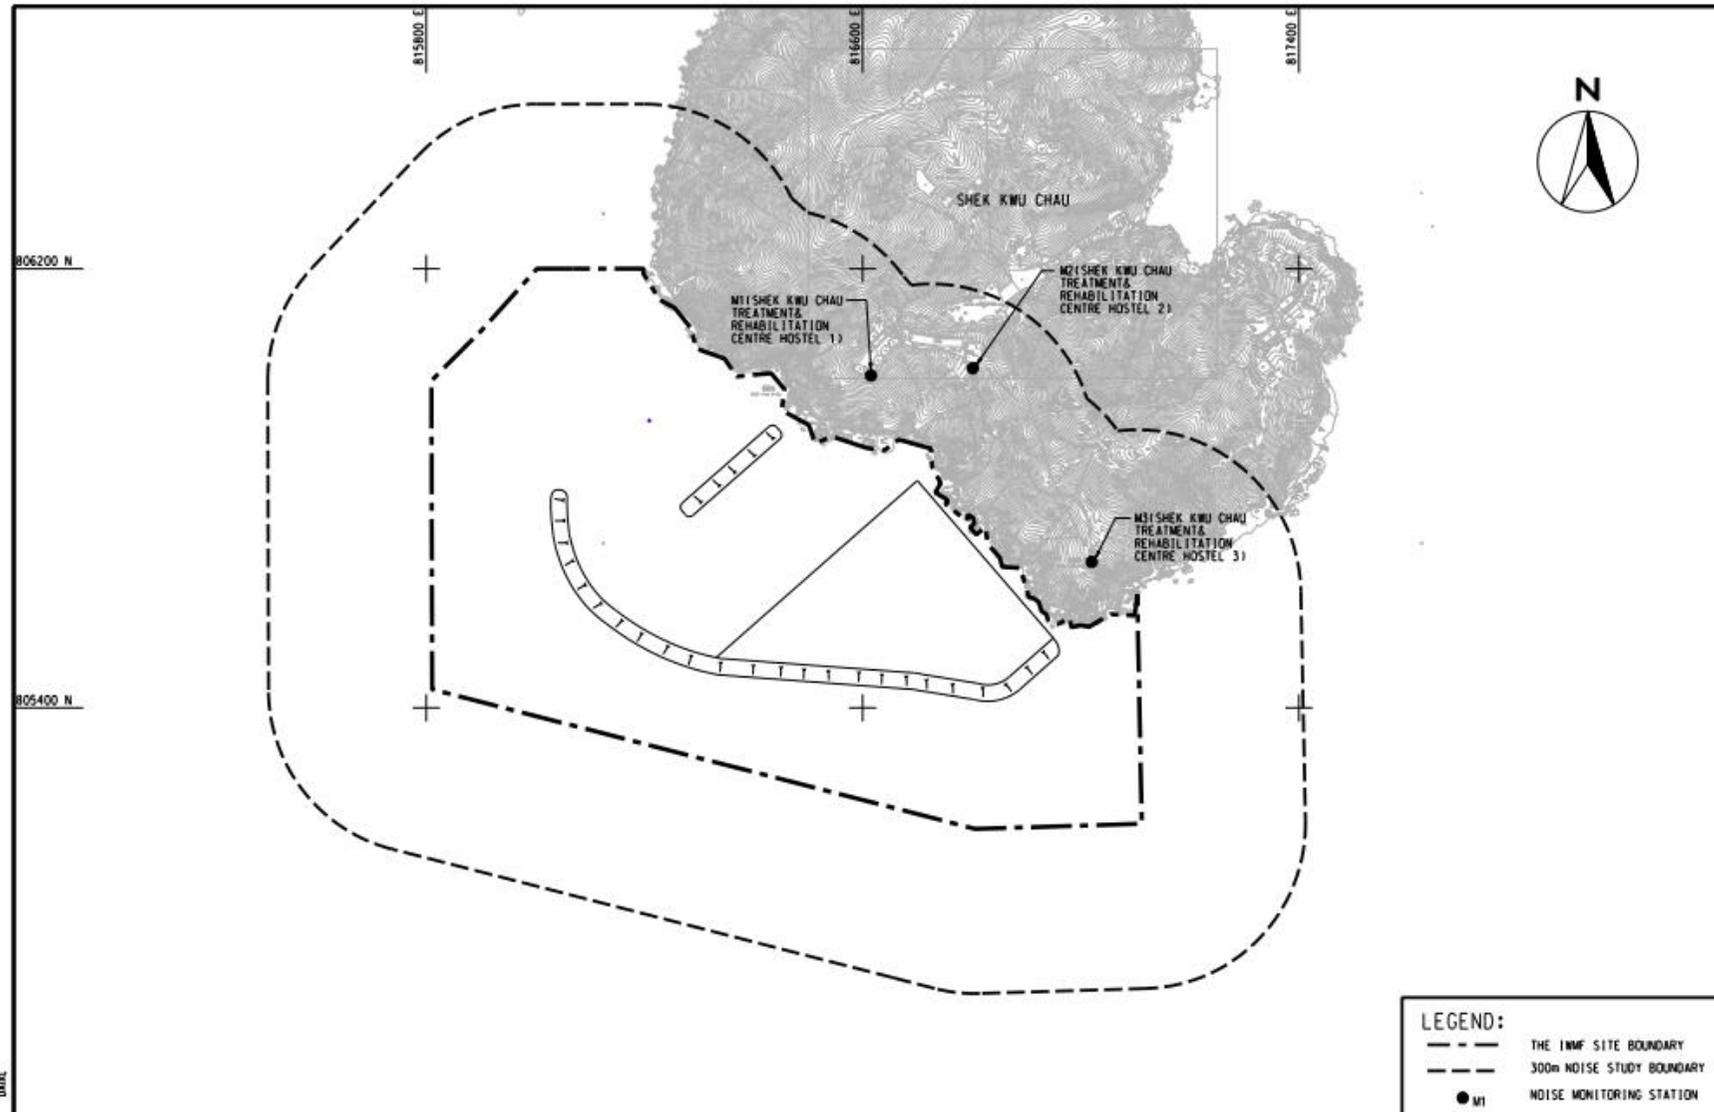 815800 E
816600 E
817400 E
N
SHEK KWU CHAU
806200 N
M2(SHEK KWU CHAU
TREATMENT&
REHABILITATION
CENTRE HOSTEL 2)
M1(SHEK KWU CHAU
TREATMENT&
REHABILITATION
CENTRE HOSTEL 1)
M3(SHEK KWU CHAU
TREATMENT&
REHABILITATION
CENTRE HOSTEL 3)
805400 N
LEGEND:
THE IWMF SITE BOUNDARY
300m NOISE STUDY BOUNDARY
M1 NOISE MONITORING STATION